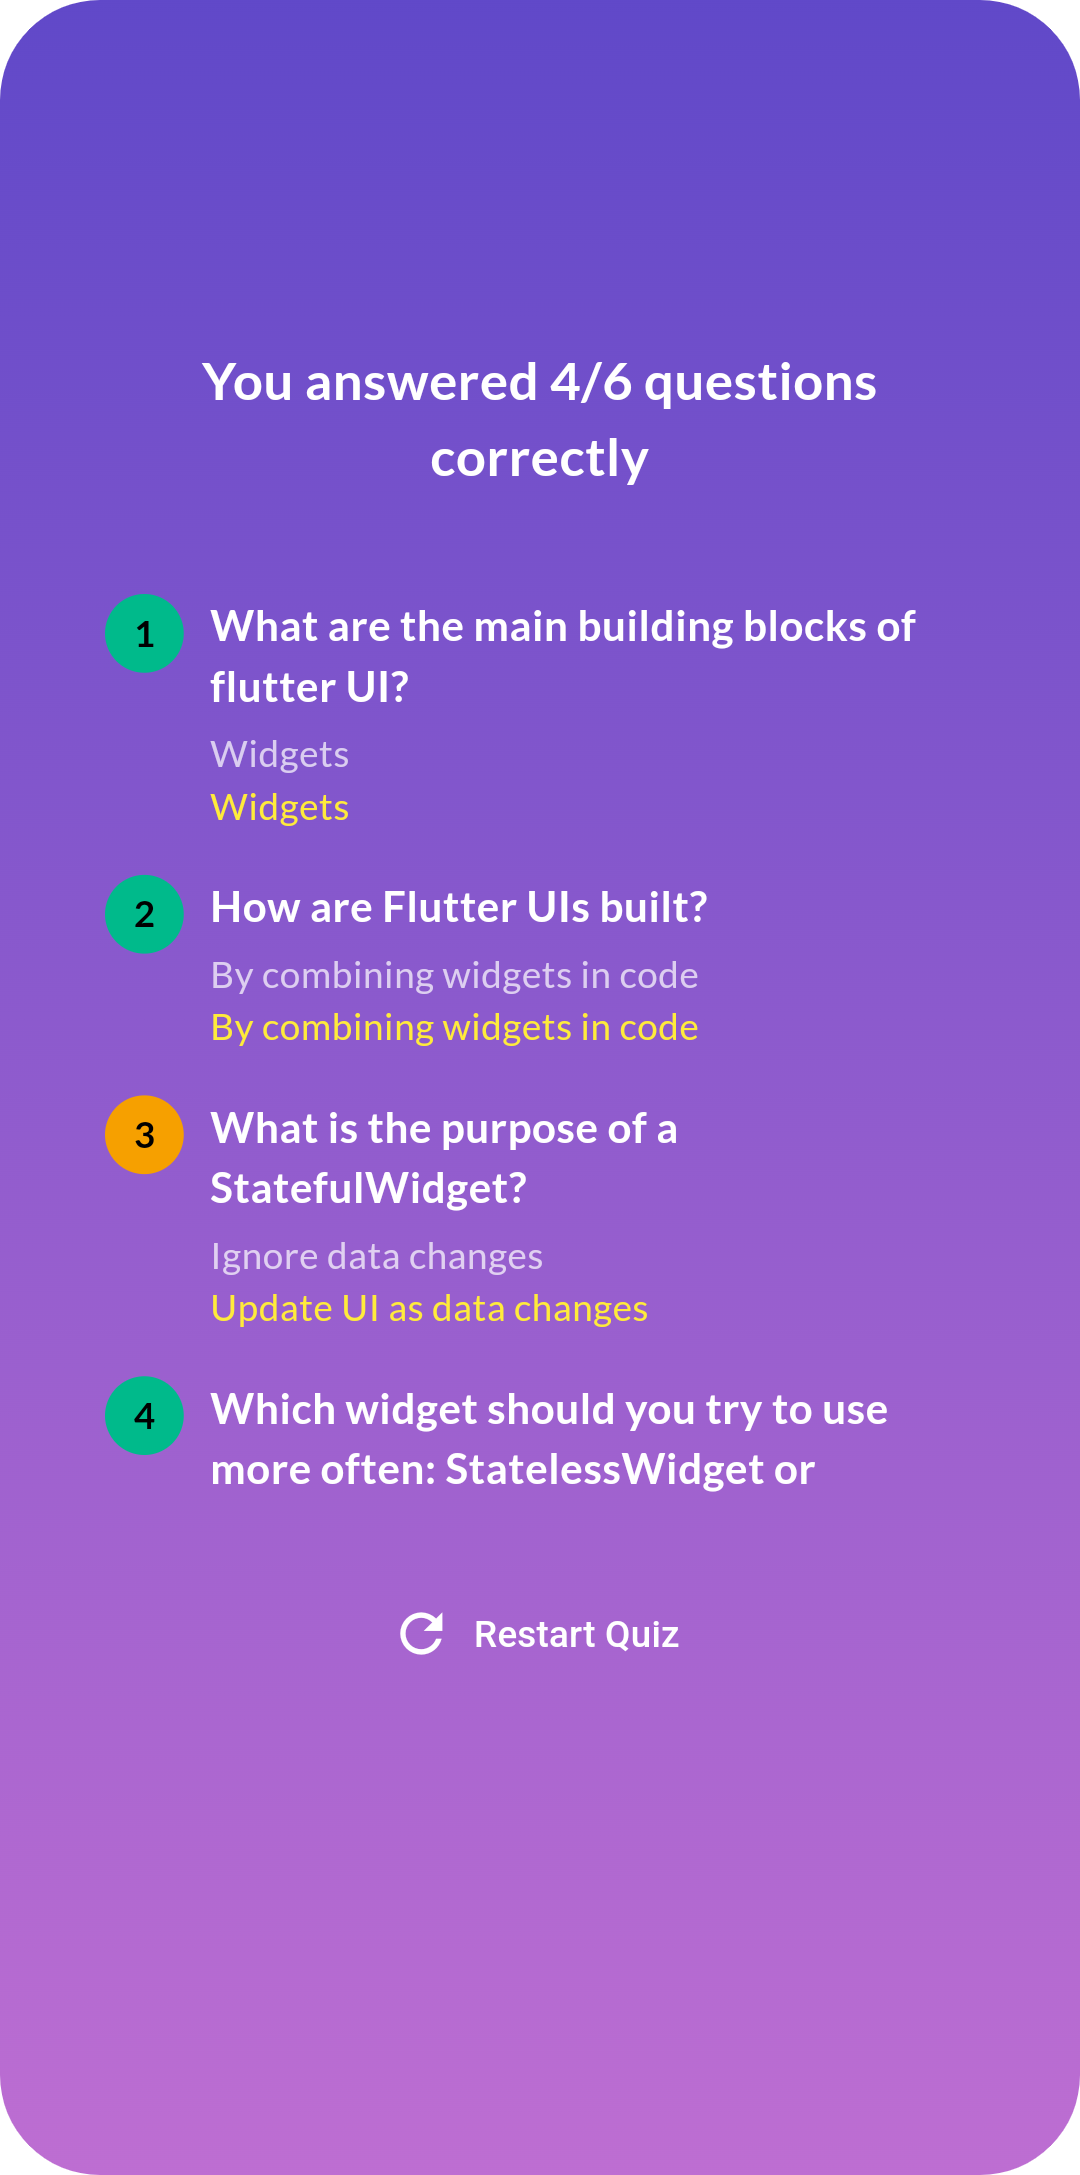 You answered 4/6 questions
correctly
1
What are the main building blocks of
flutter UI?
Widgets
Widgets
2
How are Flutter UIs built?
By combining widgets in code
By combining widgets in code
3
What is the purpose of a
StatefulWidget?
Ignore data changes
Update UI as data changes
4
Which widget should you try to use
more often: StatelessWidget or
Restart Quiz